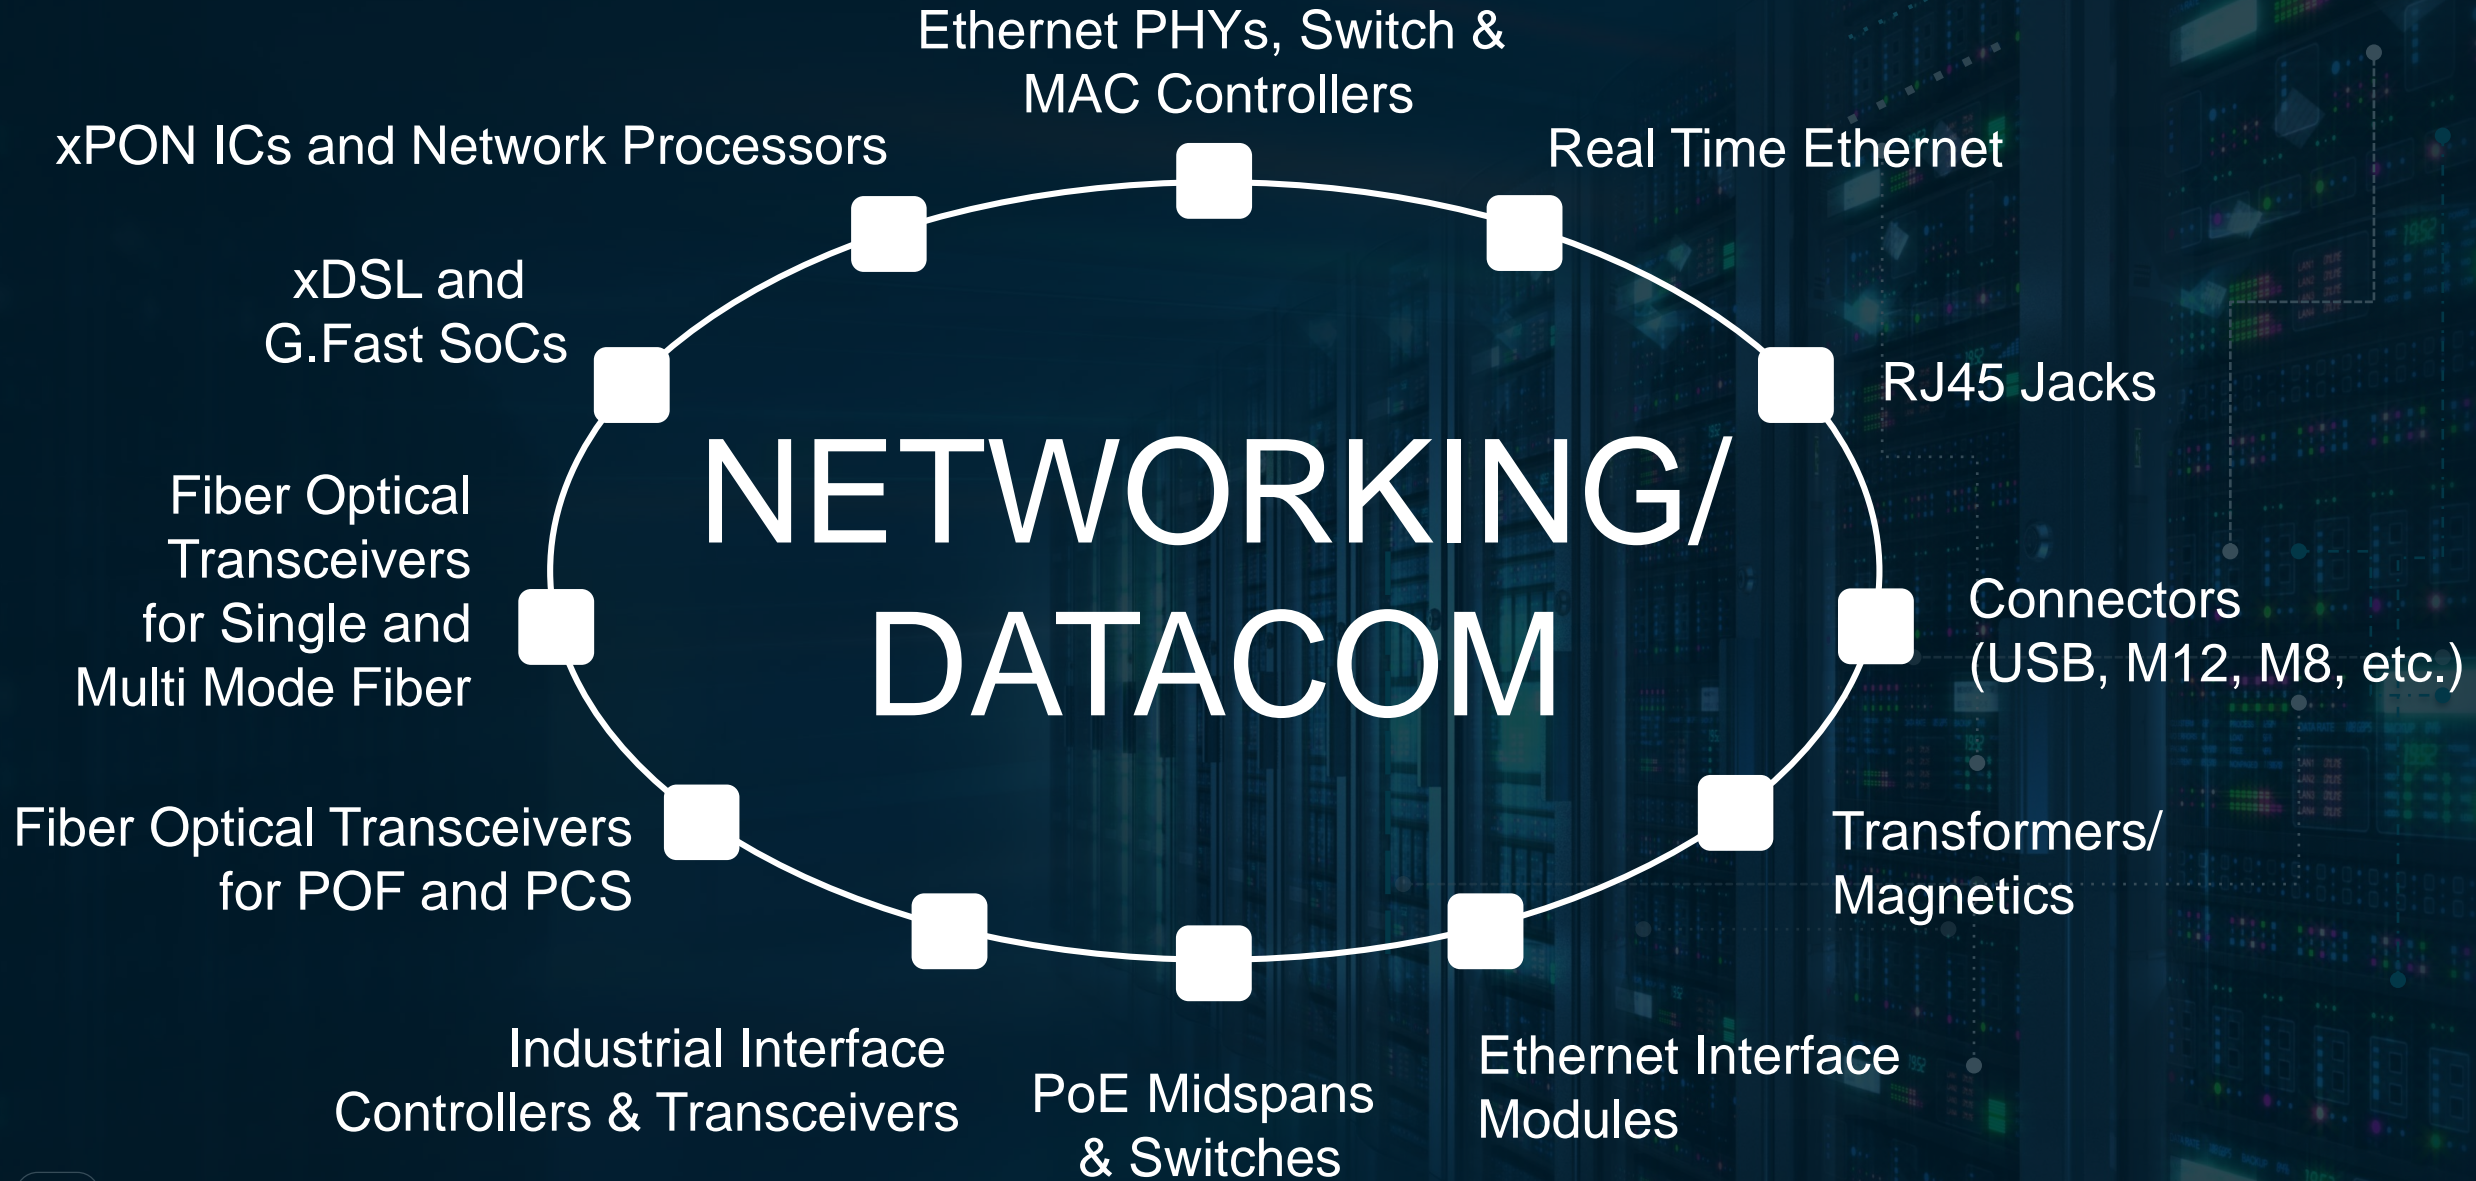 Ethernet PHYs, Switch &
MAC Controllers
Real Time Ethernet
RJ45 Jacks
Connectors
(USB, M12, M8, etc.)
Transformers/
Magnetics
Ethernet Interface
Modules
PoE Midspans
& Switches
Industrial Interface
Controllers & Transceivers
Fiber Optical Transceivers
for POF and PCS
Fiber Optical
Transceivers
for Single and
Multi Mode Fiber
xDSL and
G.Fast SoCs
xPON ICs and Network Processors
NETWORKING/
DATACOM